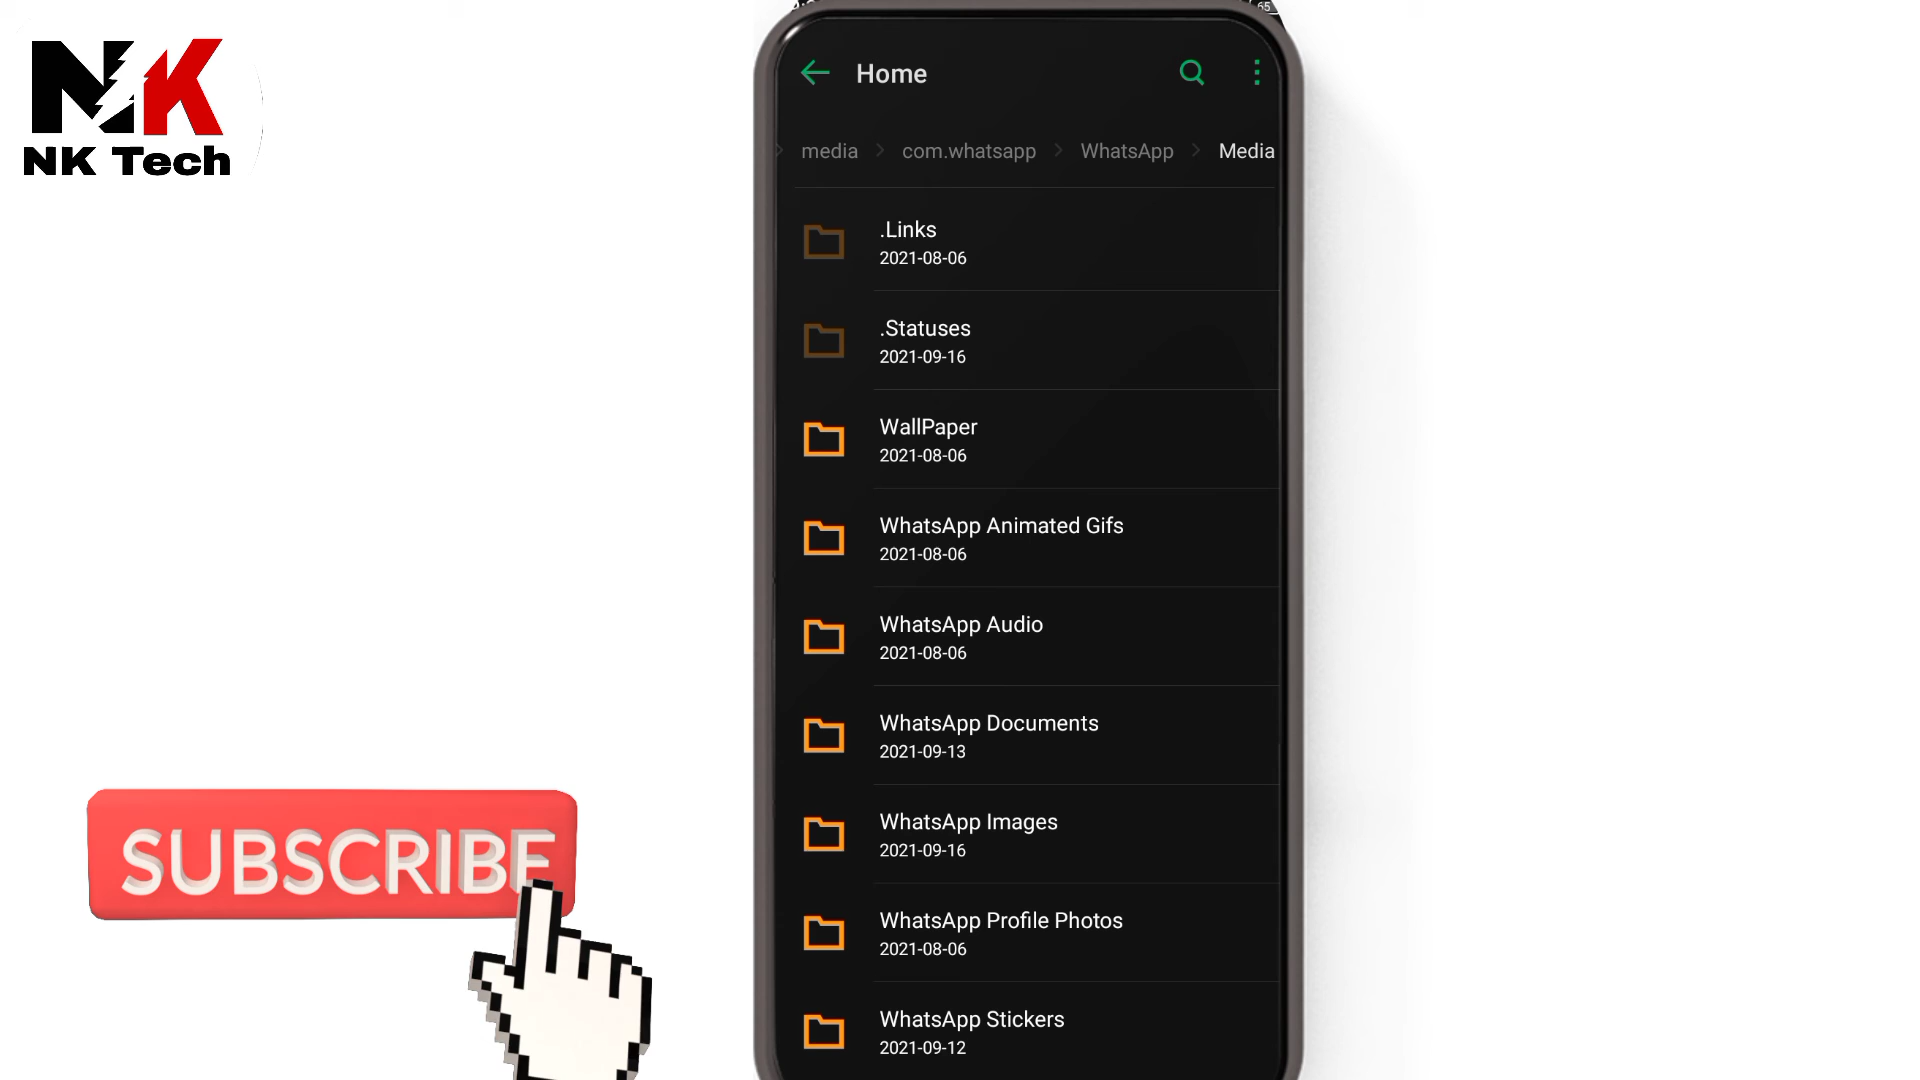 NK
NK Tech
65
Home
media > com.whatsapp > WhatsApp > Media
.Links
2021-08-06
.Statuses
2021-09-16
WallPaper
2021-08-06
WhatsApp Animated Gifs
2021-08-06
WhatsApp Audio
2021-08-06
WhatsApp Documents
2021-09-13
WhatsApp Images
2021-09-16
WhatsApp Profile Photos
2021-08-06
WhatsApp Stickers
2021-09-12
SUBSCRIBE